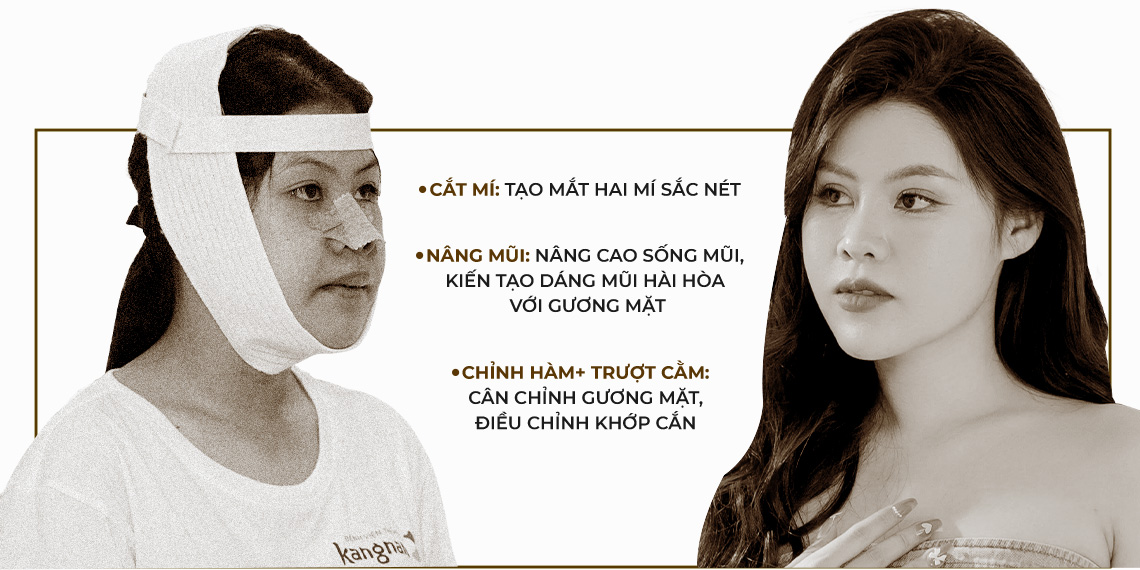 •CẮT MÍ: TẠO MẮT HAI MÍ SẮC NÉT
•NÂNG MŨI: NÂNG CAO SỐNG MŨI,
KIẾN TẠO DÁNG MŨI HÀI HÒA
VỚI GƯƠNG MẶT
•CHỈNH HÀM+ TRƯỢT CẰM:
CÂN CHỈNH GƯƠNG MẶT,
ĐIỀU CHỈNH KHỚP CẮN